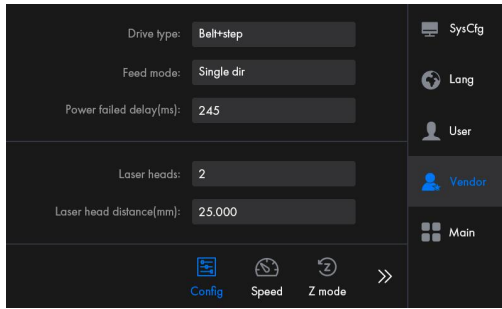 Drive type: Belt+step
Feed mode: Single dir
Power failed delay(ms): 245
Laser heads: 2
Laser head distance(mm): 25.000
Config Speed Z mode
SysCfg
Lang
User
Vendor
Main